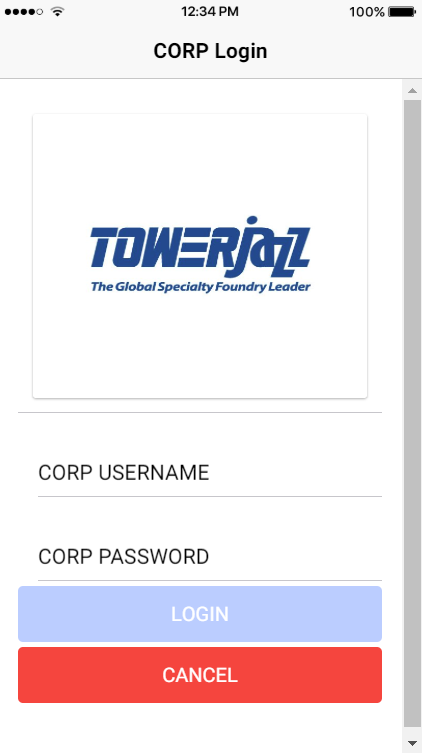 12:34 PM 100%
CORP Login
TOWERjazz
The Global Specialty Foundry Leader
CORP USERNAME
CORP PASSWORD
LOGIN
CANCEL